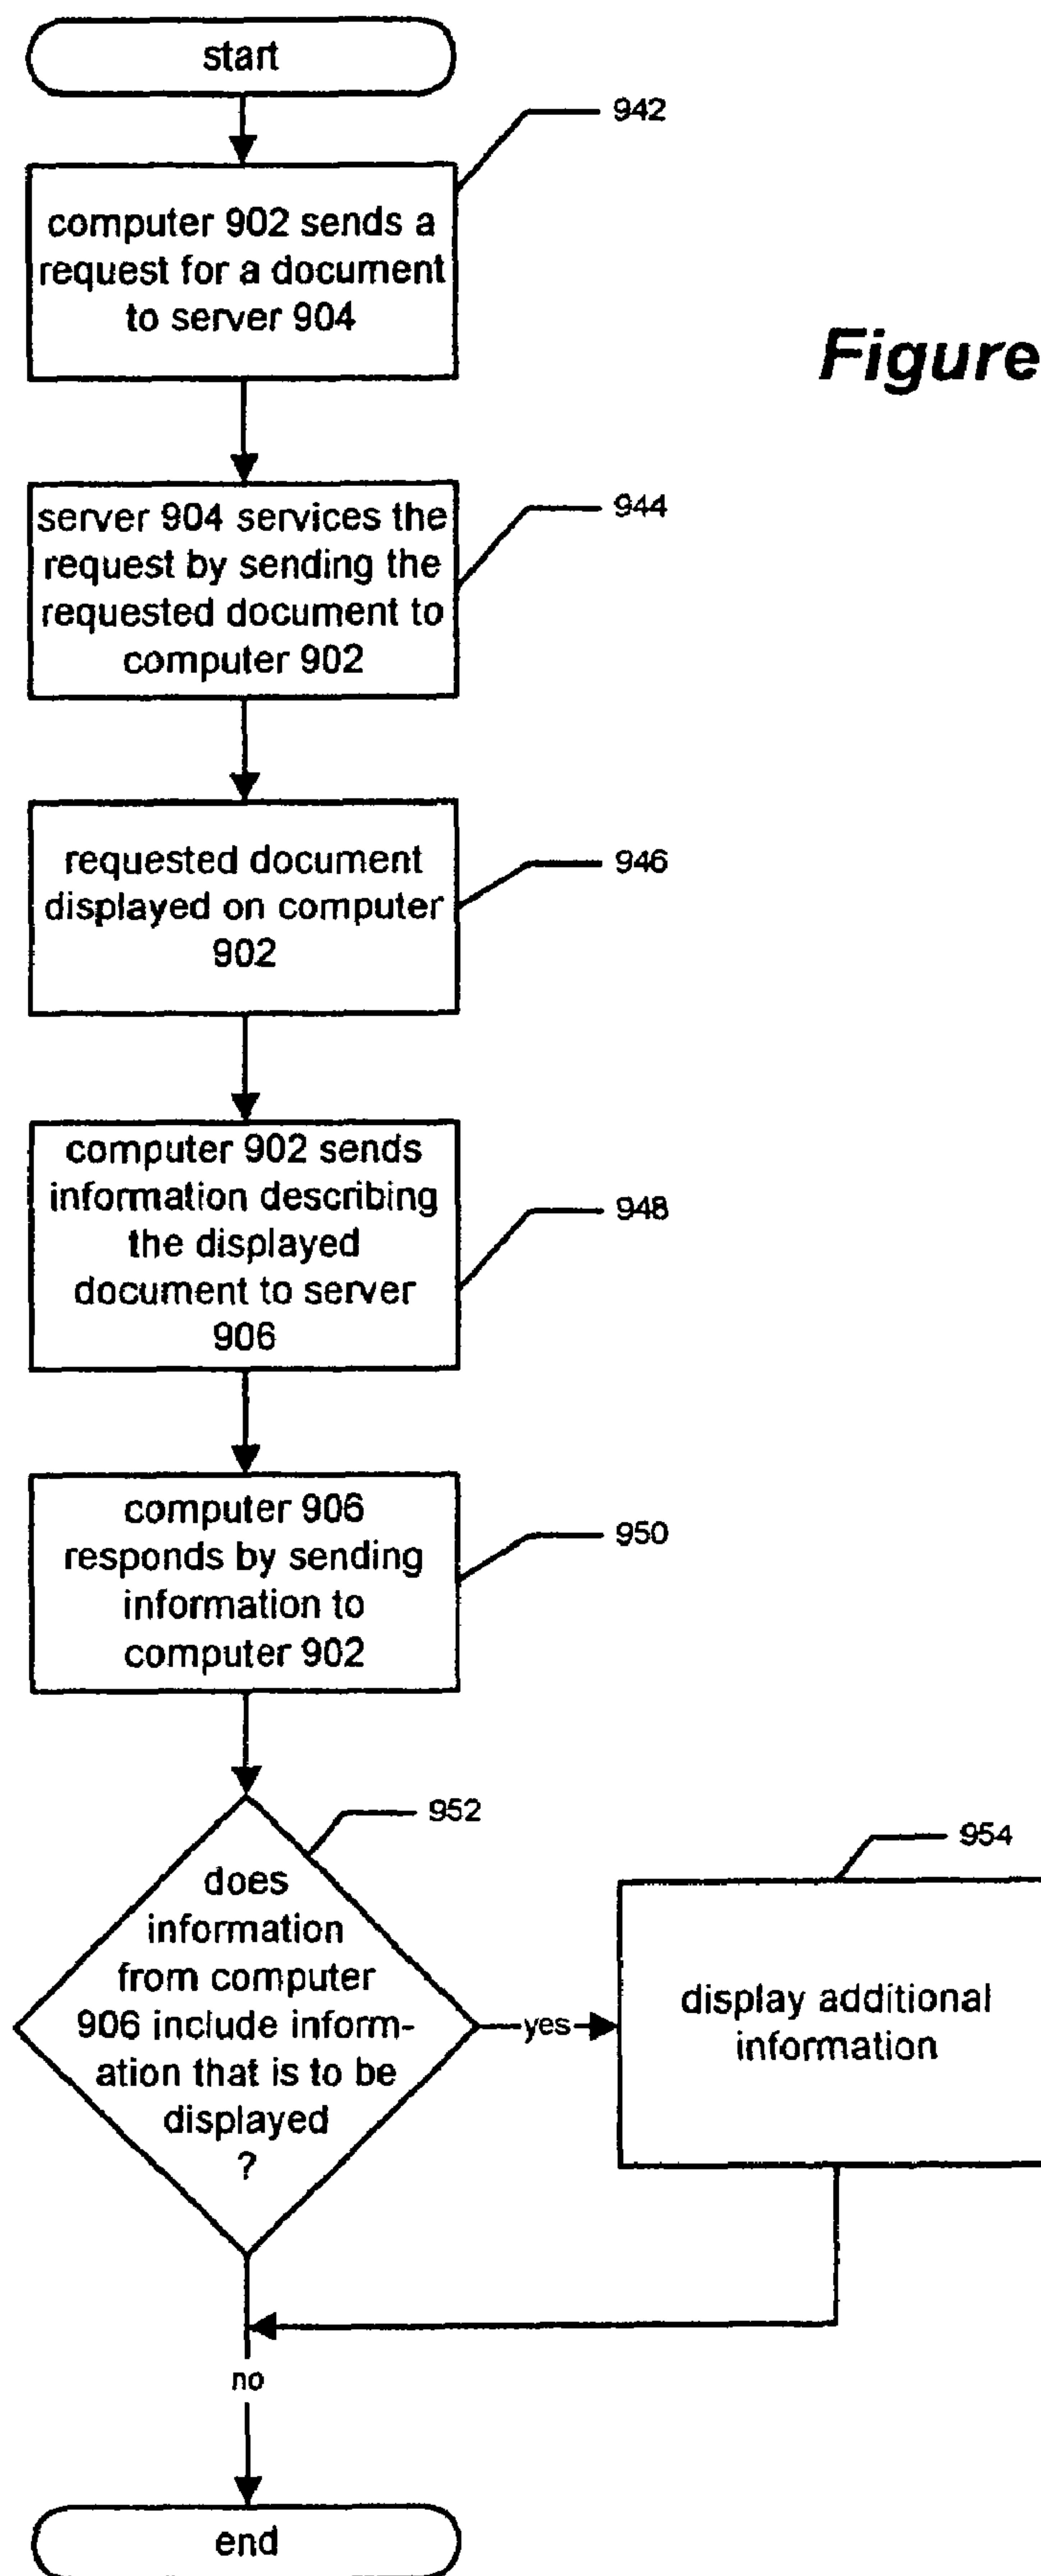 start
942
computer 902 sends a
request for a document
to server 904
Figure
server 904 services the
request by sending the
requested document to
computer 902
944
requested document
displayed on computer
902
946
computer 902 sends
information describing
the displayed
document to server
906
948
computer 906
responds by sending
information to
computer 902
950
952
does
information
from computer
906 include inform-
ation that is to be
displayed
?
yes
954
display additional
information
no
end